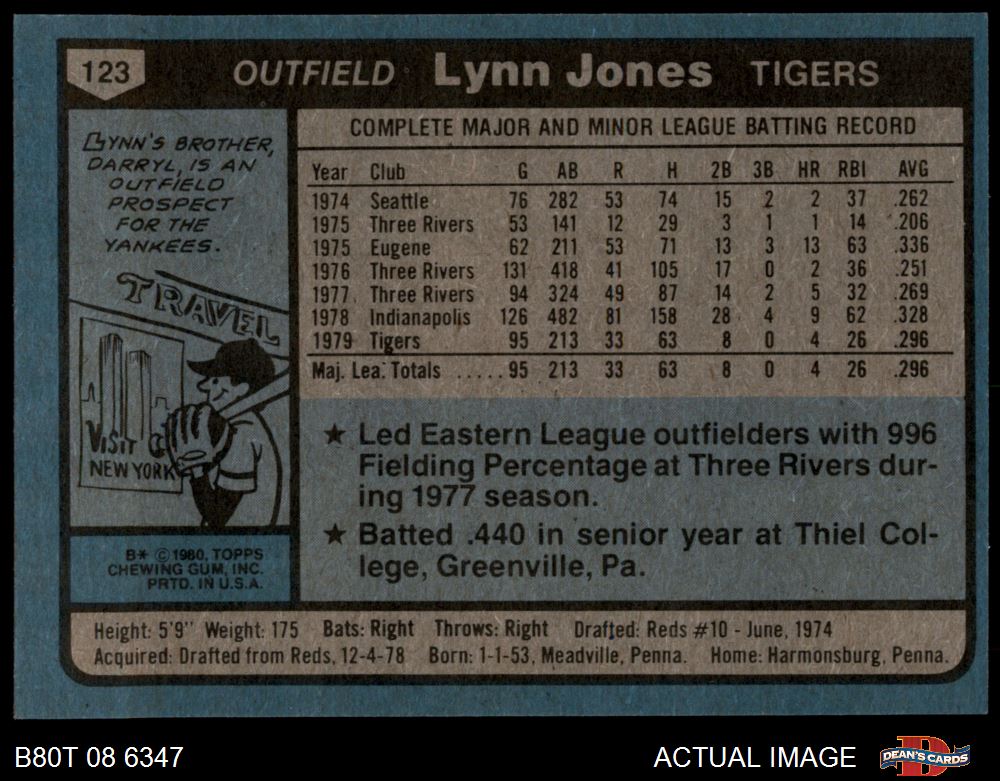 123 OUTFIELD Lynn Jones TIGERS
LYNN'S BROTHER,
DARRYL, IS AN
OUTFIELD
PROSPECT
FOR THE
YANKEES.
TRAVEL
VISIT
NEW YORK
B* © 1980, TOPPS
CHEWING GUM, INC.
PRTD. IN U.S.A.
COMPLETE MAJOR AND MINOR LEAGUE BATTING RECORD
Year Club G AB R H 2B 3B HR RBI AVG
1974 Seattle 76 282 53 74 15 2 2 37 .262
1975 Three Rivers 53 141 12 29 3 1 1 14 .206
1975 Eugene 62 211 53 71 13 3 13 63 .336
1976 Three Rivers 131 418 41 105 17 0 2 36 .251
1977 Three Rivers 94 324 49 87 14 2 5 32 .269
1978 Indianapolis 126 482 81 158 28 4 9 62 .328
1979 Tigers 95 213 33 63 8 0 4 26 .296
Maj. Lea. Totals ..... 95 213 33 63 8 0 4 26 .296
★ Led Eastern League outfielders with 996
Fielding Percentage at Three Rivers dur-
ing 1977 season.
★ Batted .440 in senior year at Thiel Col-
lege, Greenville, Pa.
Height: 5'9" Weight: 175 Bats: Right Throws: Right Drafted: Reds #10 - June, 1974
Acquired: Drafted from Reds, 12-4-78 Born: 1-1-53, Meadville, Penna. Home: Harmonsburg, Penna.
B80T 08 6347 ACTUAL IMAGE DEAN'S CARDS